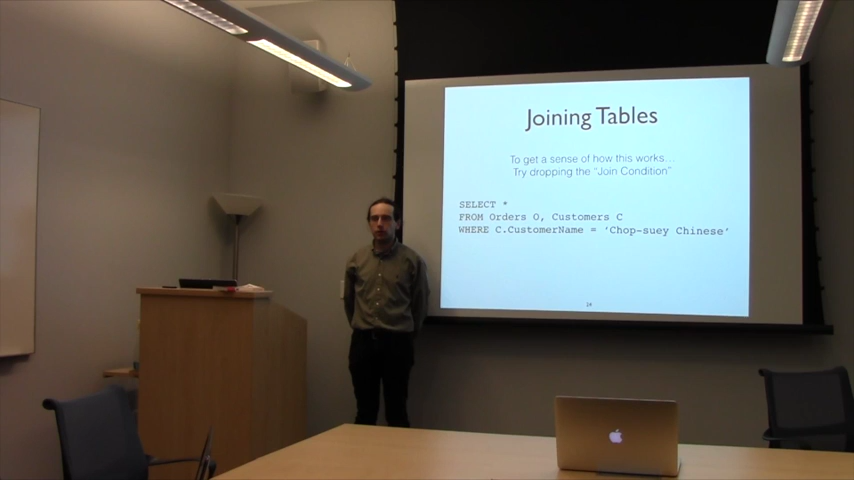 Joining Tables
To get a sense of how this works...
Try dropping the "Join Condition"
SELECT *
FROM Orders O, Customers C
WHERE C.CustomerName = 'Chop-suey Chinese'